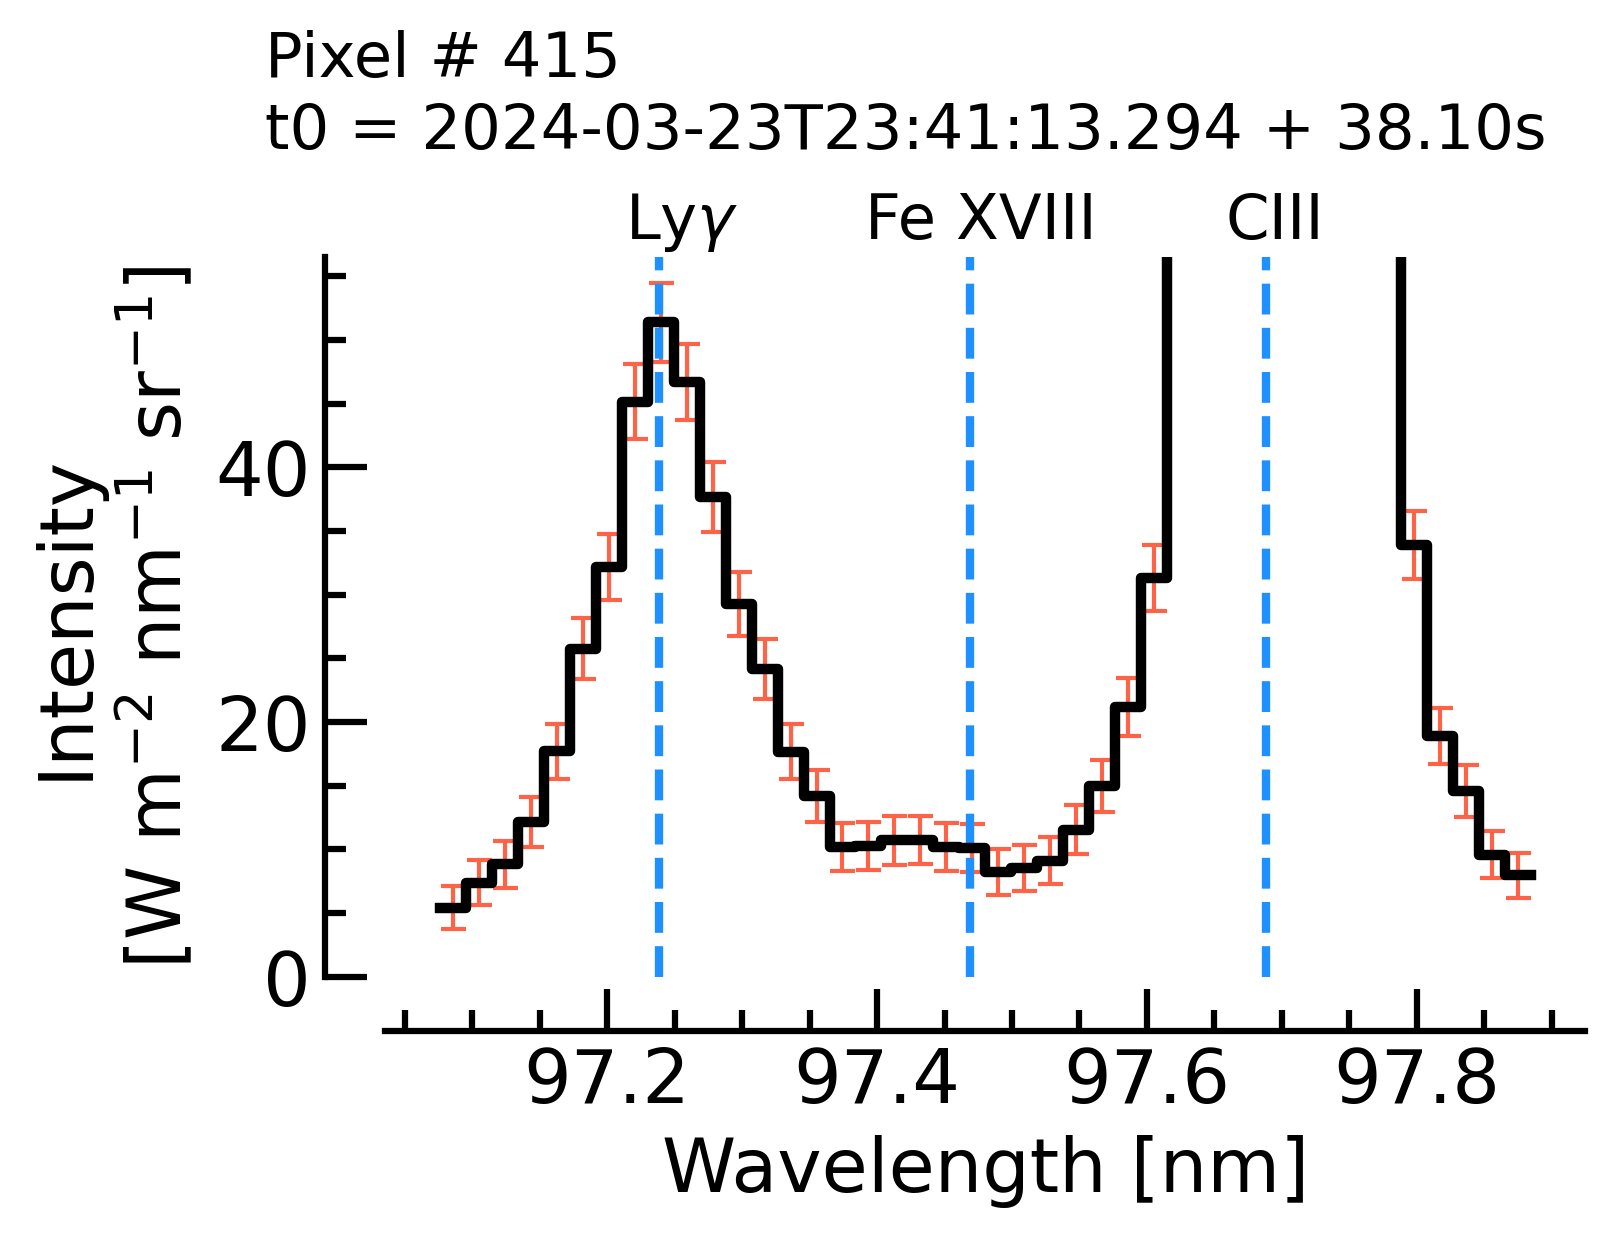 Pixel # 415
t0 = 2024-03-23T23:41:13.294 + 38.10s
Lyγ Fe XVIII CIII
Intensity
[W m⁻² nm⁻¹ sr⁻¹]
40
20
0
97.2 97.4 97.6 97.8
Wavelength [nm]